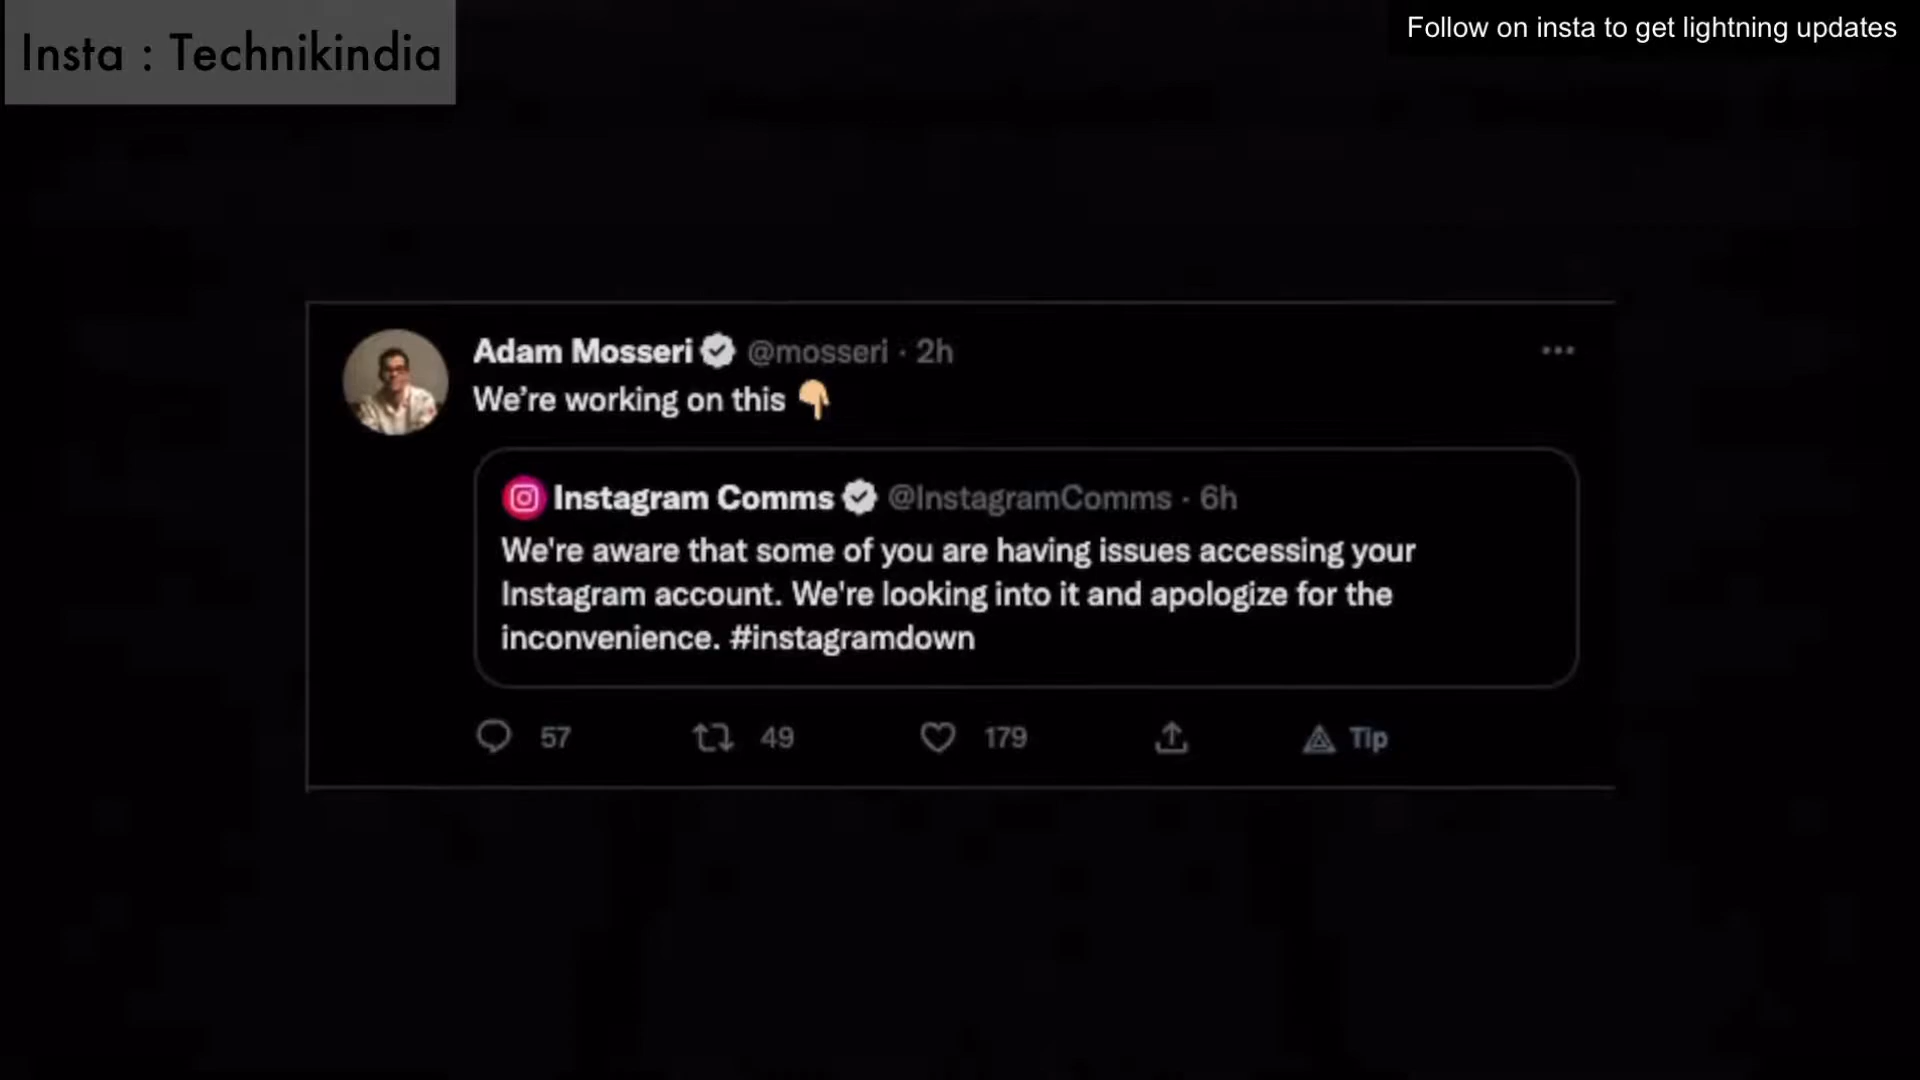 Insta : Technikindia
Follow on insta to get lightning updates
Adam Mosseri @mosseri · 2h
We’re working on this 👇
Instagram Comms @InstagramComms · 6h
We're aware that some of you are having issues accessing your
Instagram account. We're looking into it and apologize for the
inconvenience. #instagramdown
57 49 179 Tip